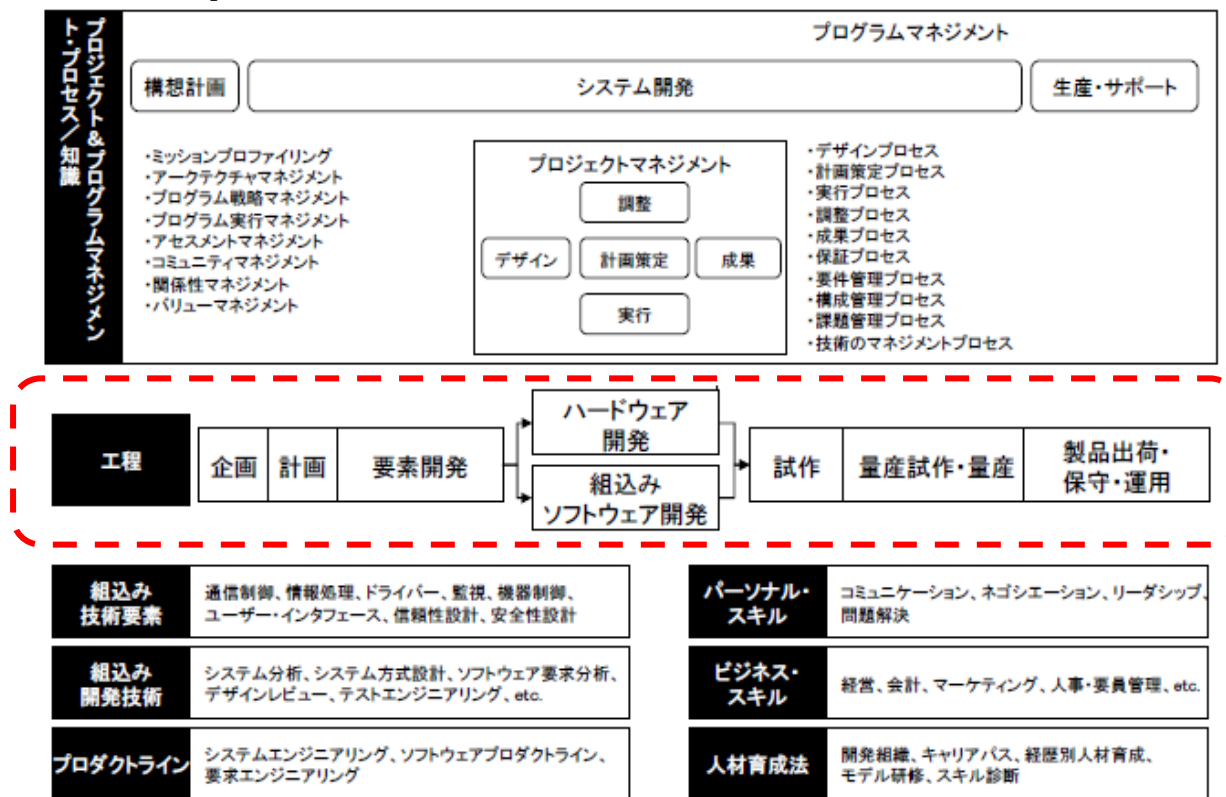 プロジェクト＆プログラムマネジメン
ト・プロセス／知識
プログラムマネジメント
構想計画
システム開発
生産・サポート
・ミッションプロファイリング
・アークテクチャマネジメント
・プログラム戦略マネジメント
・プログラム実行マネジメント
・アセスメントマネジメント
・コミュニティマネジメント
・関係性マネジメント
・バリューマネジメント
プロジェクトマネジメント
調整
デザイン
計画策定
成果
実行
・デザインプロセス
・計画策定プロセス
・実行プロセス
・調整プロセス
・成果プロセス
・保証プロセス
・要件管理プロセス
・構成管理プロセス
・課題管理プロセス
・技術のマネジメントプロセス
工程
企画
計画
要素開発
ハードウェア
開発
組込み
ソフトウェア開発
試作
量産試作・量産
製品出荷・
保守・運用
組込み
技術要素
通信制御、情報処理、ドライバー、監視、機器制御、
ユーザー・インタフェース、信頼性設計、安全性設計
パーソナル・
スキル
コミュニケーション、ネゴシエーション、リーダシップ、
問題解決
組込み
開発技術
システム分析、システム方式設計、ソフトウェア要求分析、
デザインレビュー、テストエンジニアリング、etc.
ビジネス・
スキル
経営、会計、マーケティング、人事・要員管理、etc.
プロダクトライン
システムエンジニアリング、ソフトウェアプロダクトライン、
要求エンジニアリング
人材育成法
開発組織、キャリアパス、経歴別人材育成、
モデル研修、スキル診断